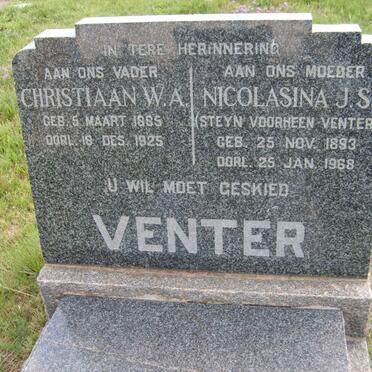 IN TERE HERINNERING
AAN ONS VADER
CHRISTIAAN W.A.
GEB. 5 MAART 1885
OORL. 19 DES. 1925
AAN ONS MOEDER
NICOLASINA J.S.
(STEYN VOORHEEN VENTER)
GEB. 25 NOV. 1893
OORL. 25 JAN. 1968
U WIL MOET GESKIED
VENTER